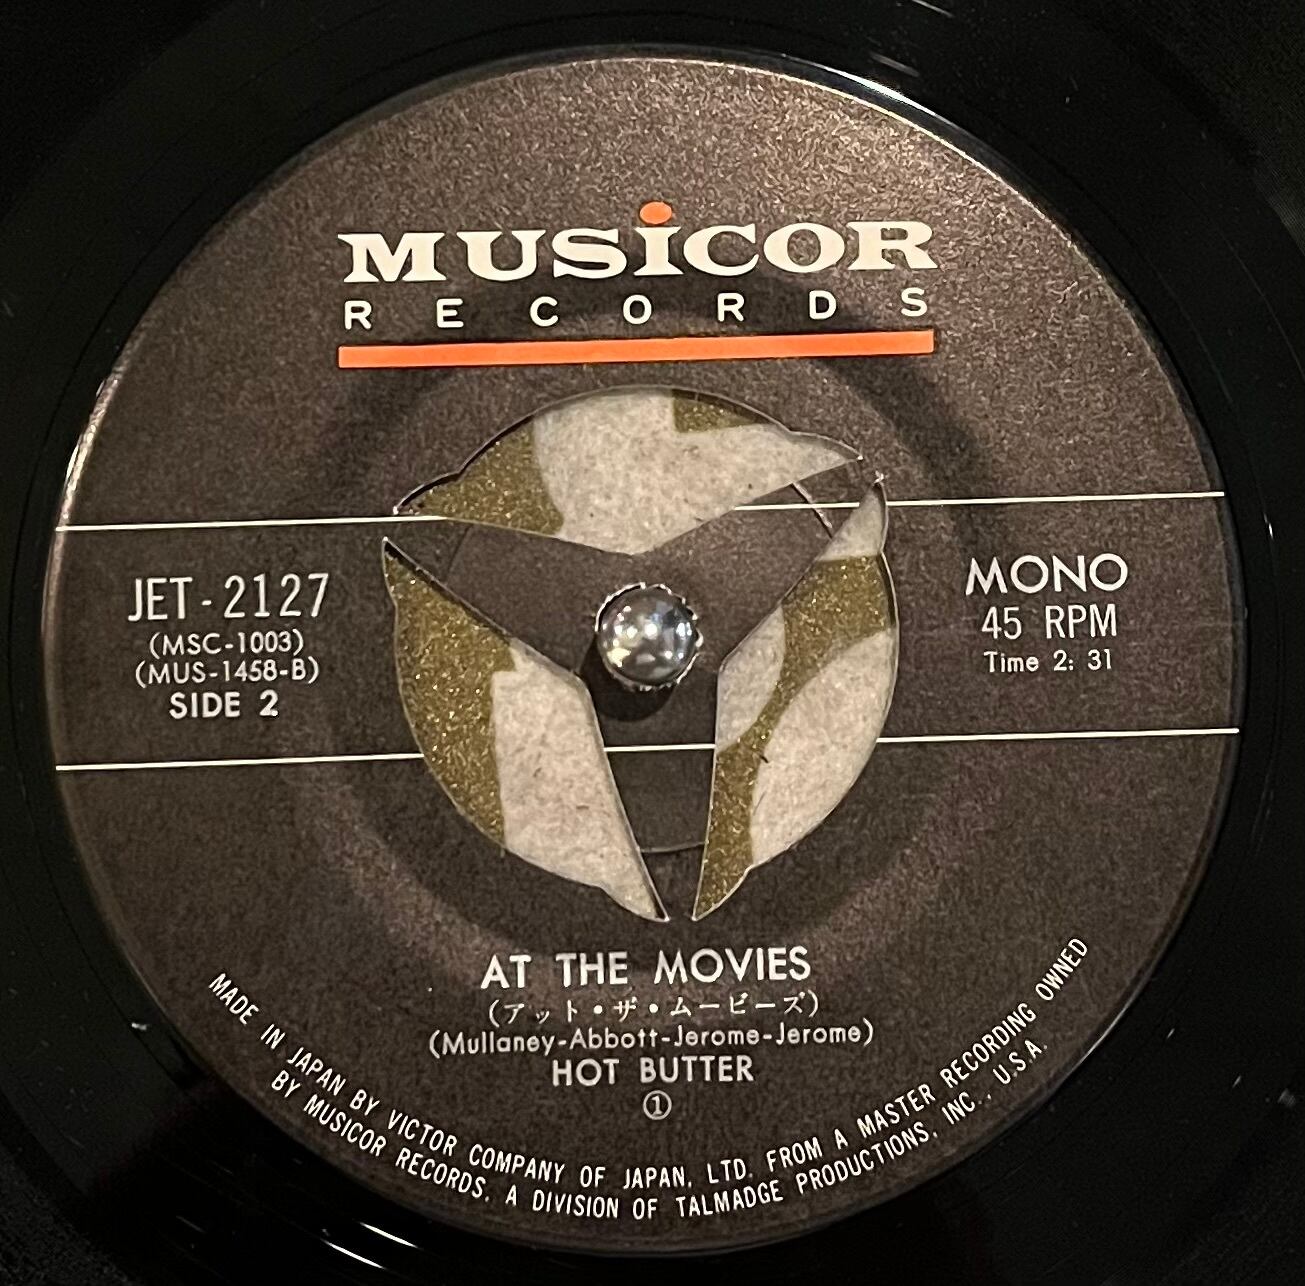 MUSICOR
RECORDS
JET-2127
(MSC-1003)
(MUS-1458-B)
SIDE 2
MONO
45 RPM
Time 2: 31
AT THE MOVIES
(アット・ザ・ムービーズ)
(Mullaney-Abbott-Jerome-Jerome)
HOT BUTTER
①
MADE IN JAPAN BY VICTOR COMPANY OF JAPAN, LTD. FROM A MASTER RECORDING OWNED
BY MUSICOR RECORDS, A DIVISION OF TALMADGE PRODUCTIONS, INC., U.S.A.